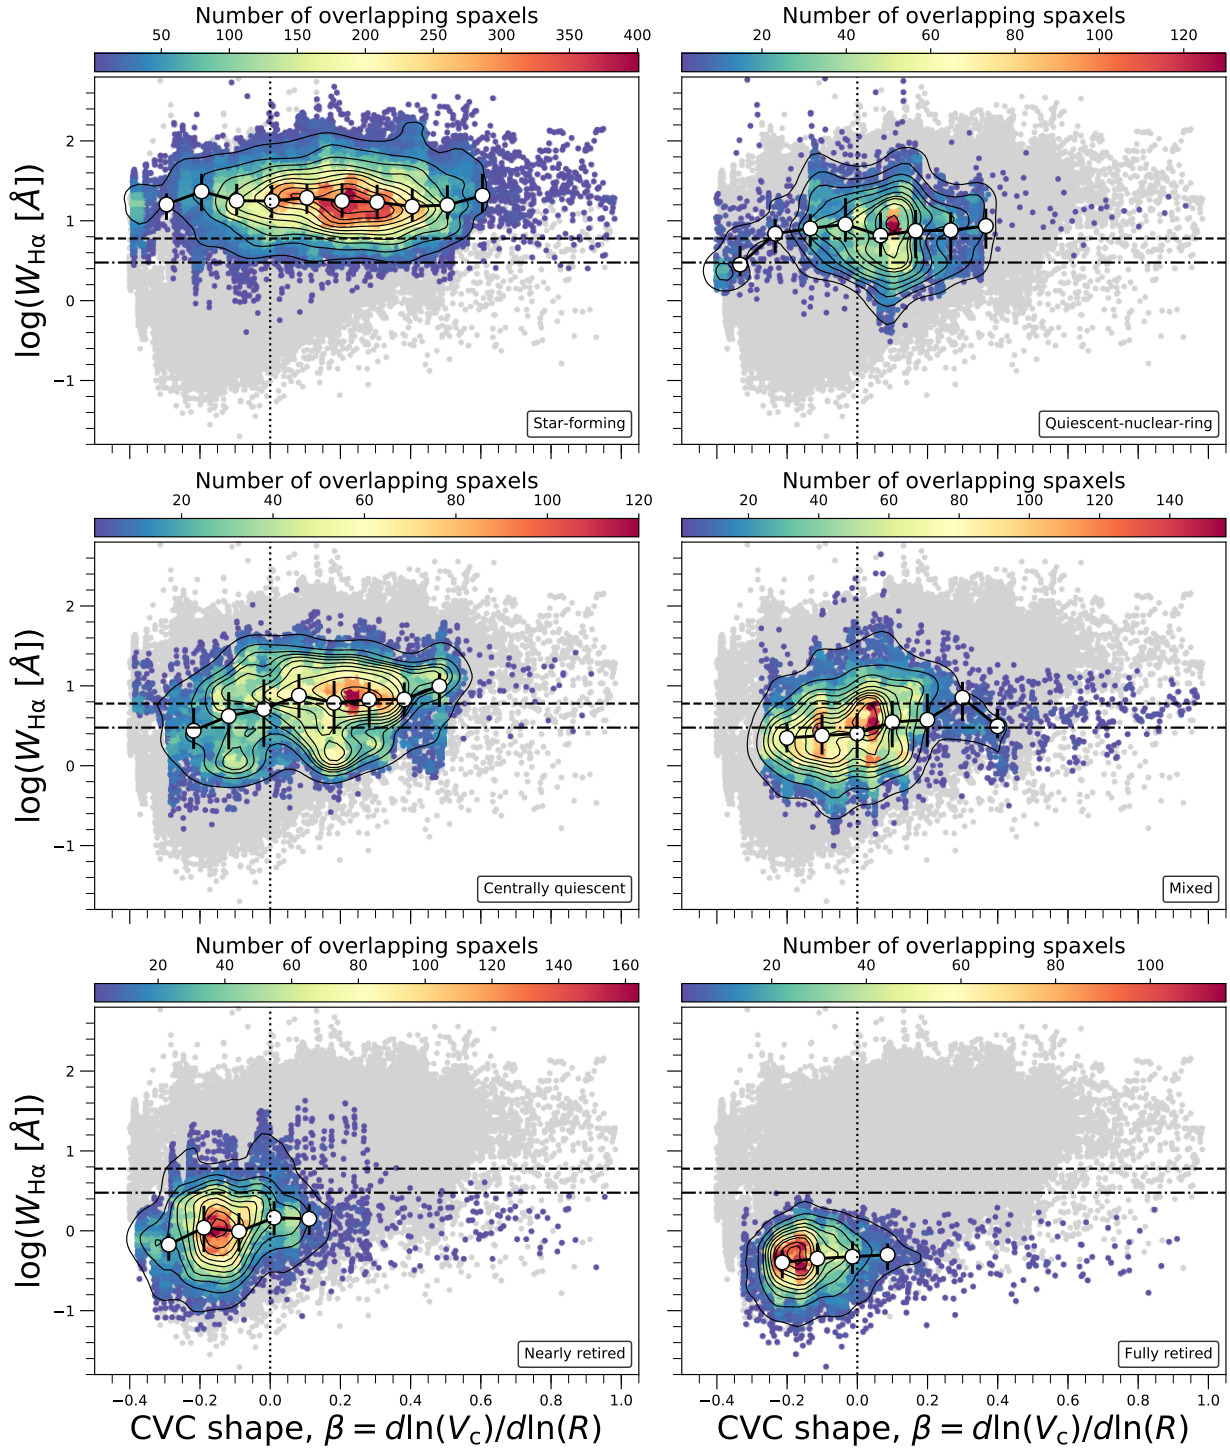 Number of overlapping spaxels
50 100 150 200 250 300 350 400
Number of overlapping spaxels
20 40 60 80 100 120
log(W_Hα [Å])
2
1
0
−1
Star-forming
Quiescent-nuclear-ring
Number of overlapping spaxels
20 40 60 80 100 120
Number of overlapping spaxels
20 40 60 80 100 120 140
log(W_Hα [Å])
2
1
0
−1
Centrally quiescent
Mixed
Number of overlapping spaxels
20 40 60 80 100 120 140 160
Number of overlapping spaxels
20 40 60 80 100
log(W_Hα [Å])
2
1
0
−1
Nearly retired
Fully retired
−0.4 −0.2 0.0 0.2 0.4 0.6 0.8 1.0
−0.4 −0.2 0.0 0.2 0.4 0.6 0.8 1.0
CVC shape, β = dln(V_c)/dln(R)
CVC shape, β = dln(V_c)/dln(R)